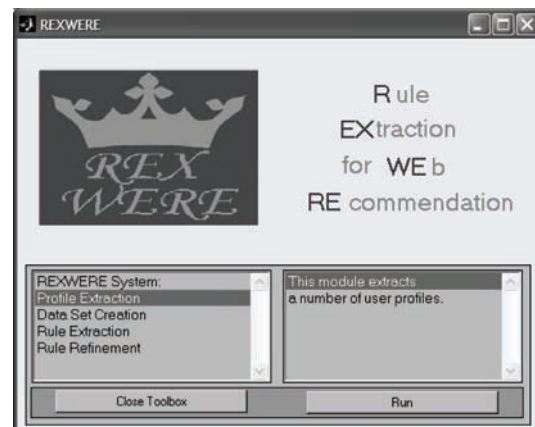 REXWERE
REX
WERE
R ule
EXtraction
for WE b
RE commendation
REXWERE System:
Profile Extraction
Data Set Creation
Rule Extraction
Rule Refinement
This module extracts
a number of user profiles.
Close Toolbox
Run